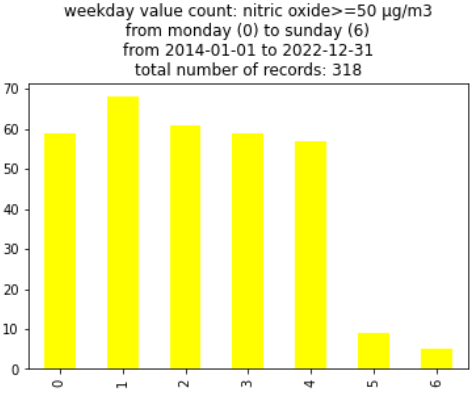 weekday value count: nitric oxide>=50 µg/m3
from monday (0) to sunday (6)
from 2014-01-01 to 2022-12-31
total number of records: 318
70
60
50
40
30
20
10
0
0 1 2 3 4 5 6